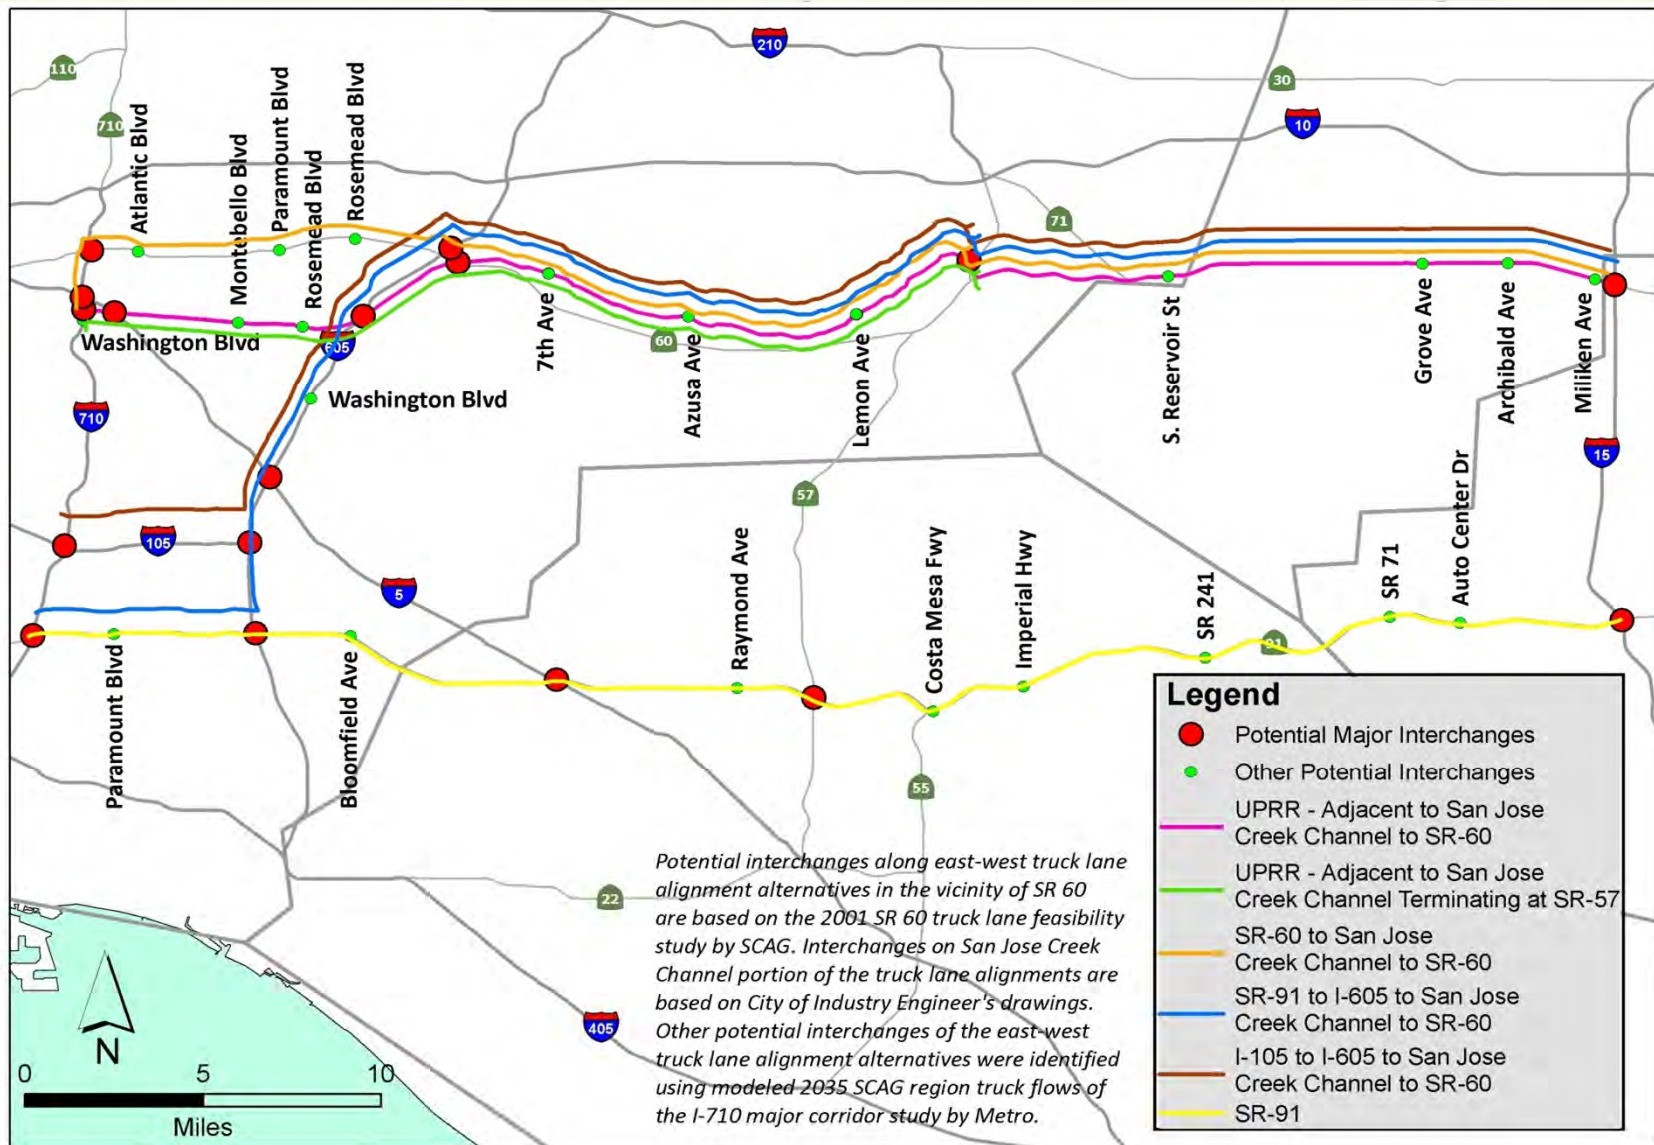 210
110
30
710
10
Atlantic Blvd
Montebello Blvd
Paramount Blvd
Rosemead Blvd
Rosemead Blvd
71
Washington Blvd
605
7th Ave
60
Azusa Ave
Lemon Ave
S. Reservoir St
Grove Ave
Archibald Ave
Miliken Ave
710
Washington Blvd
15
57
105
5
Raymond Ave
Costa Mesa Fwy
Imperial Hwy
SR 241
91
SR 71
Auto Center Dr
Paramount Blvd
Bloomfield Ave
55
22
405
Potential interchanges along east-west truck lane
alignment alternatives in the vicinity of SR 60
are based on the 2001 SR 60 truck lane feasibility
study by SCAG. Interchanges on San Jose Creek
Channel portion of the truck lane alignments are
based on City of Industry Engineer's drawings.
Other potential interchanges of the east-west
truck lane alignment alternatives were identified
using modeled 2035 SCAG region truck flows of
the I-710 major corridor study by Metro.
N
0 5 10
Miles
Legend
Potential Major Interchanges
Other Potential Interchanges
UPRR - Adjacent to San Jose
Creek Channel to SR-60
UPRR - Adjacent to San Jose
Creek Channel Terminating at SR-57
SR-60 to San Jose
Creek Channel to SR-60
SR-91 to I-605 to San Jose
Creek Channel to SR-60
I-105 to I-605 to San Jose
Creek Channel to SR-60
SR-91